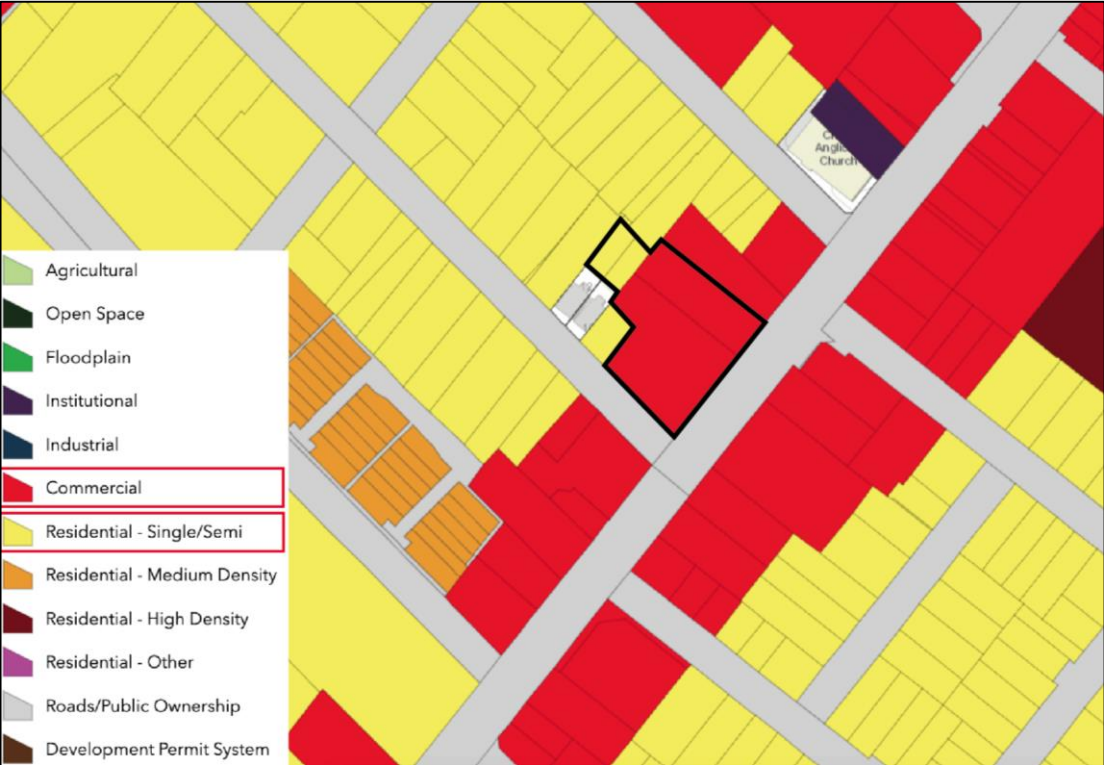 Church
Agricultural
Open Space
Floodplain
Institutional
Industrial
Commercial
Residential - Single/Semi
Residential - Medium Density
Residential - High Density
Residential - Other
Roads/Public Ownership
Development Permit System